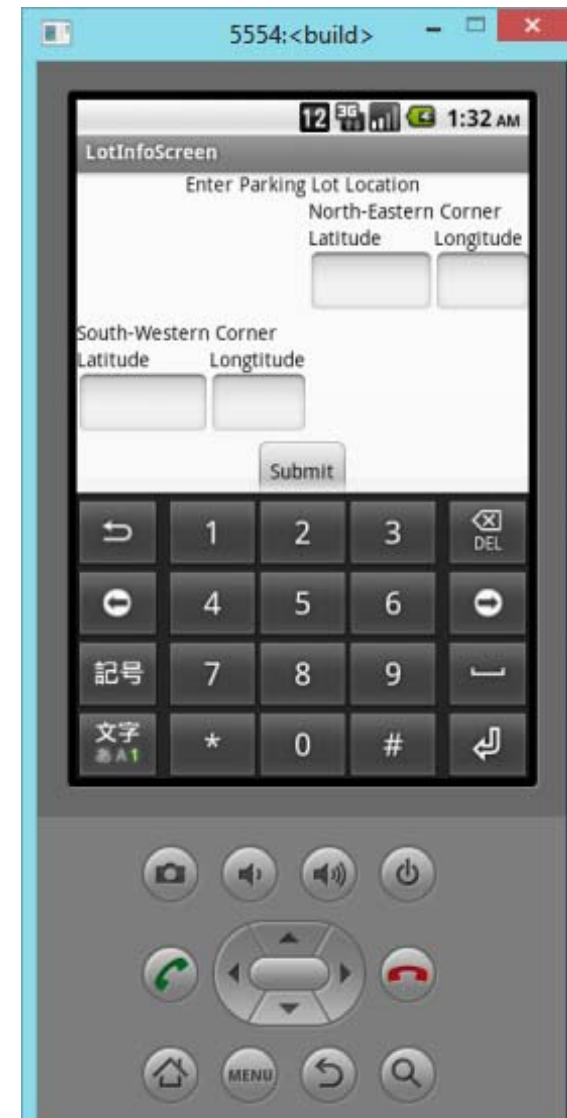 5554:<build>
12 3G 1:32 AM
LotInfoScreen
Enter Parking Lot Location
North-Eastern Corner
Latitude Longitude
South-Western Corner
Latitude Longtitude
Submit
1 2 3 DEL
4 5 6
記号 7 8 9
文字 * 0 #
あA1
MENU